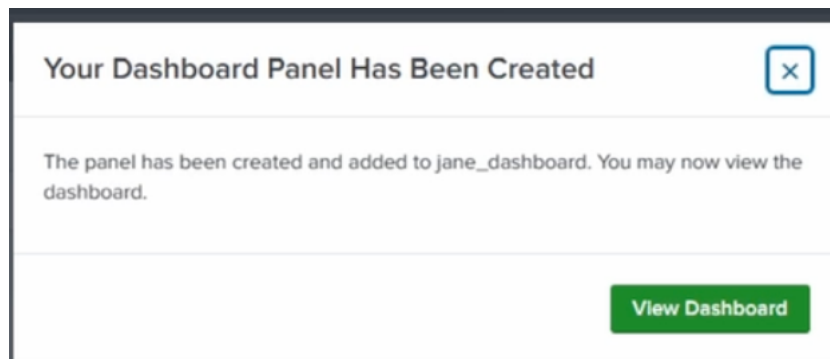 Your Dashboard Panel Has Been Created
The panel has been created and added to jane_dashboard. You may now view the
dashboard.
View Dashboard